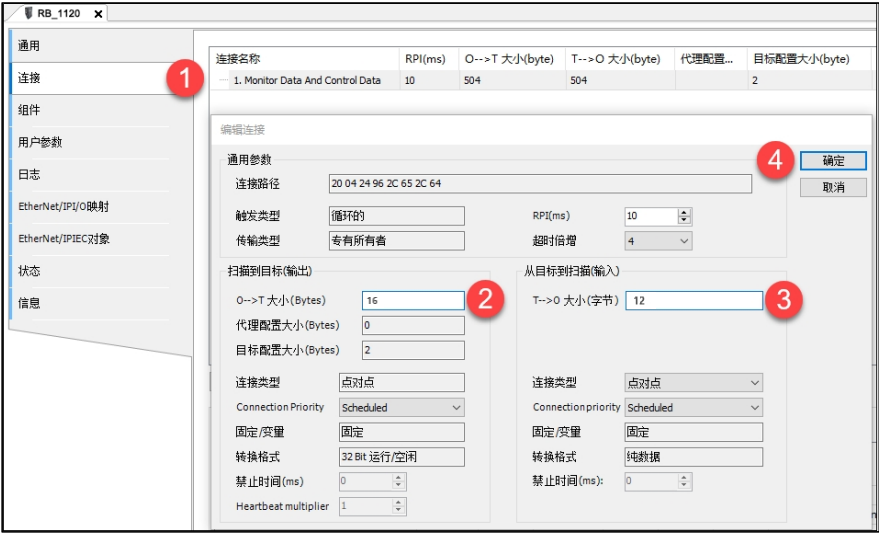 RB_1120 x
通用
连接
组件
用户参数
日志
EtherNet/IPI/O映射
EtherNet/IPIEC对象
状态
信息
1
连接名称 RPI(ms) O-->T 大小(byte) T-->O 大小(byte) 代理配置... 目标配置大小(byte)
1. Monitor Data And Control Data 10 504 504 2
编辑连接
通用参数
4
确定
取消
连接路径 20 04 24 96 2C 65 2C 64
触发类型 循环的 RPI(ms) 10
传输类型 专有所有者 超时倍增 4
扫描到目标(输出) 从目标到扫描(输入)
O-->T 大小(Bytes) 16 2 T-->O 大小(字节) 12 3
代理配置大小(Bytes) 0
目标配置大小(Bytes) 2
连接类型 点对点 连接类型 点对点
Connection Priority Scheduled Connectionpriority Scheduled
固定/变量 固定 固定/变量 固定
转换格式 32 Bit 运行/空闲 转换格式 纯数据
禁止时间(ms) 0 禁止时间(ms): 0
Heartbeat multiplier 1